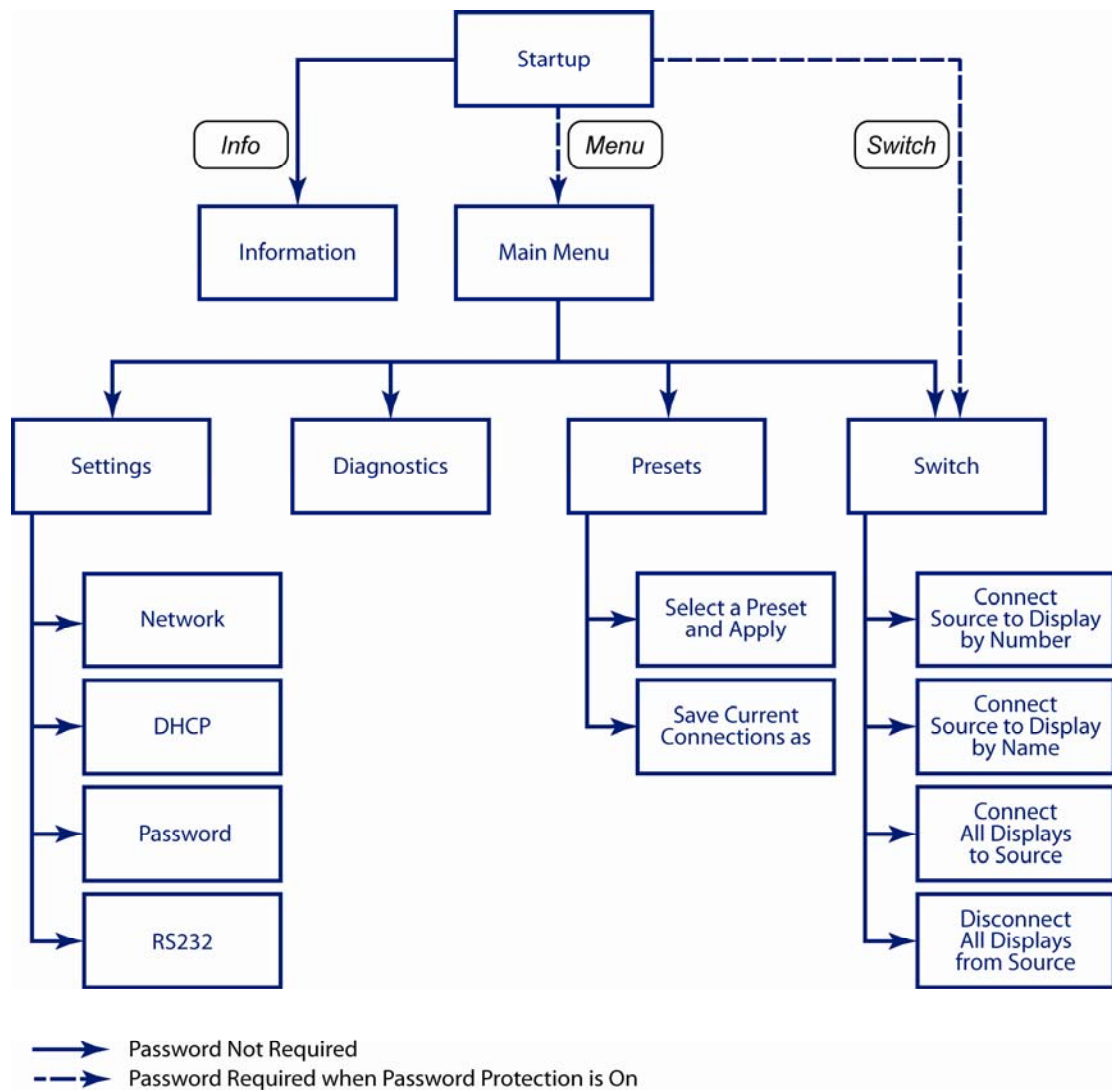 Startup
Info
Menu
Switch
Information
Main Menu
Settings
Diagnostics
Presets
Switch
Network
DHCP
Password
RS232
Select a Preset
and Apply
Save Current
Connections as
Connect
Source to Display
by Number
Connect
Source to Display
by Name
Connect
All Displays
to Source
Disconnect
All Displays
from Source
Password Not Required
Password Required when Password Protection is On